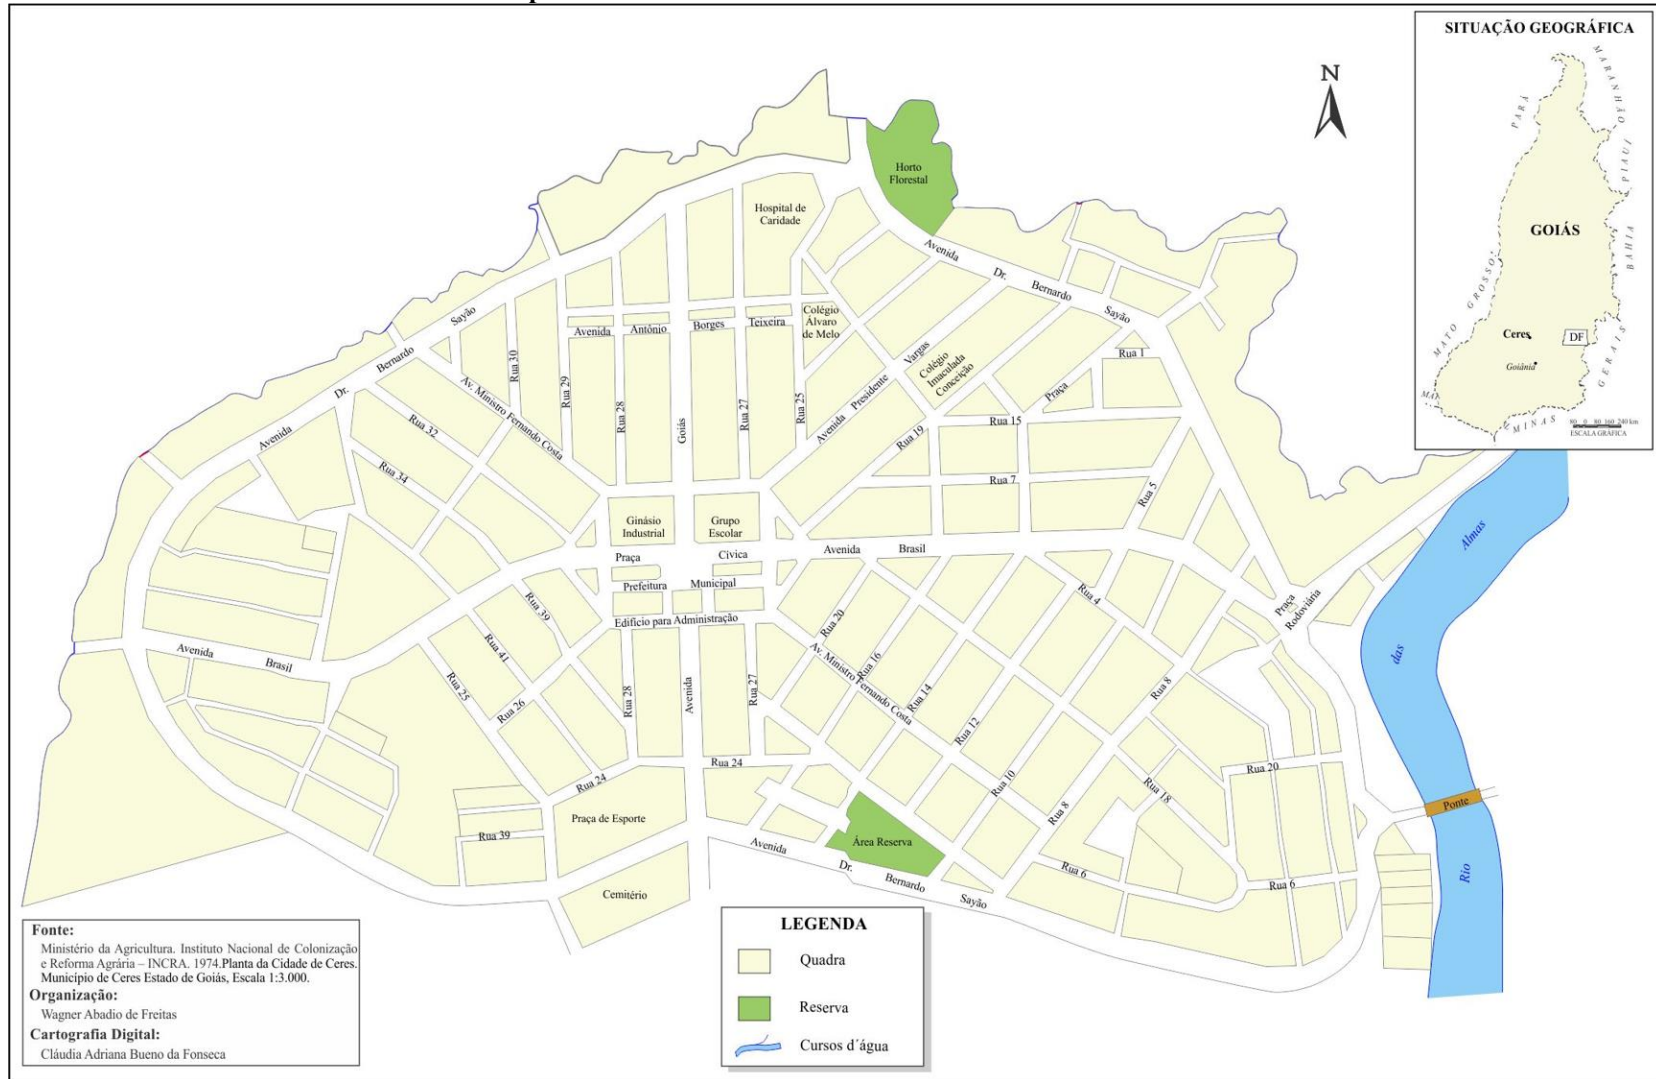 SITUAÇÃO GEOGRÁFICA
MARANHÃO
PARÁ
PIAUÍ
GOIÁS
BAHIA
MATO GROSSO
Ceres
DF
Goiânia
GERAIS
MINAS
80 0 80 160 240 km
ESCALA GRÁFICA
N
Horto
Florestal
Hospital de
Caridade
Avenida
Dr.
Bernardo
Sayão
Avenida
Antônio
Borges
Teixeira
Colégio
Álvaro
de Melo
Sayão
Bernardo
Dr.
Avenida
Rua 30
Rua 29
Rua 28
Goiás
Rua 27
Rua 25
Avenida Presidente Vargas
Colégio
Imaculada
Conceição
Rua 1
Praça
Rua 15
Rua 19
Rua 7
Rua 5
Av. Ministro Fernando Costa
Rua 32
Rua 34
Ginásio
Industrial
Grupo
Escolar
Praça
Cívica
Avenida
Brasil
Prefeitura
Municipal
Edifício para Administração
Rua 39
Rua 41
Rua 25
Rua 26
Avenida
Brasil
Rua 28
Avenida
Rua 27
Rua 20
Av. Ministro Fernando Costa
Rua 16
Rua 14
Rua 12
Rua 10
Rua 8
Rua 4
Rua 8
Praça
Rodoviária
Rua 24
Rua 24
Rua 20
Rua 18
Rua 39
Praça de Esporte
Cemitério
Área Reserva
Avenida
Dr.
Bernardo
Sayão
Rua 6
Rua 6
Ponte
Almas
das
Rio
Fonte:
Ministério da Agricultura. Instituto Nacional de Colonização
e Reforma Agrária – INCRA. 1974.Planta da Cidade de Ceres.
Município de Ceres Estado de Goiás, Escala 1:3.000.
Organização:
Wagner Abadio de Freitas
Cartografia Digital:
Cláudia Adriana Bueno da Fonseca
LEGENDA
Quadra
Reserva
Cursos d´água